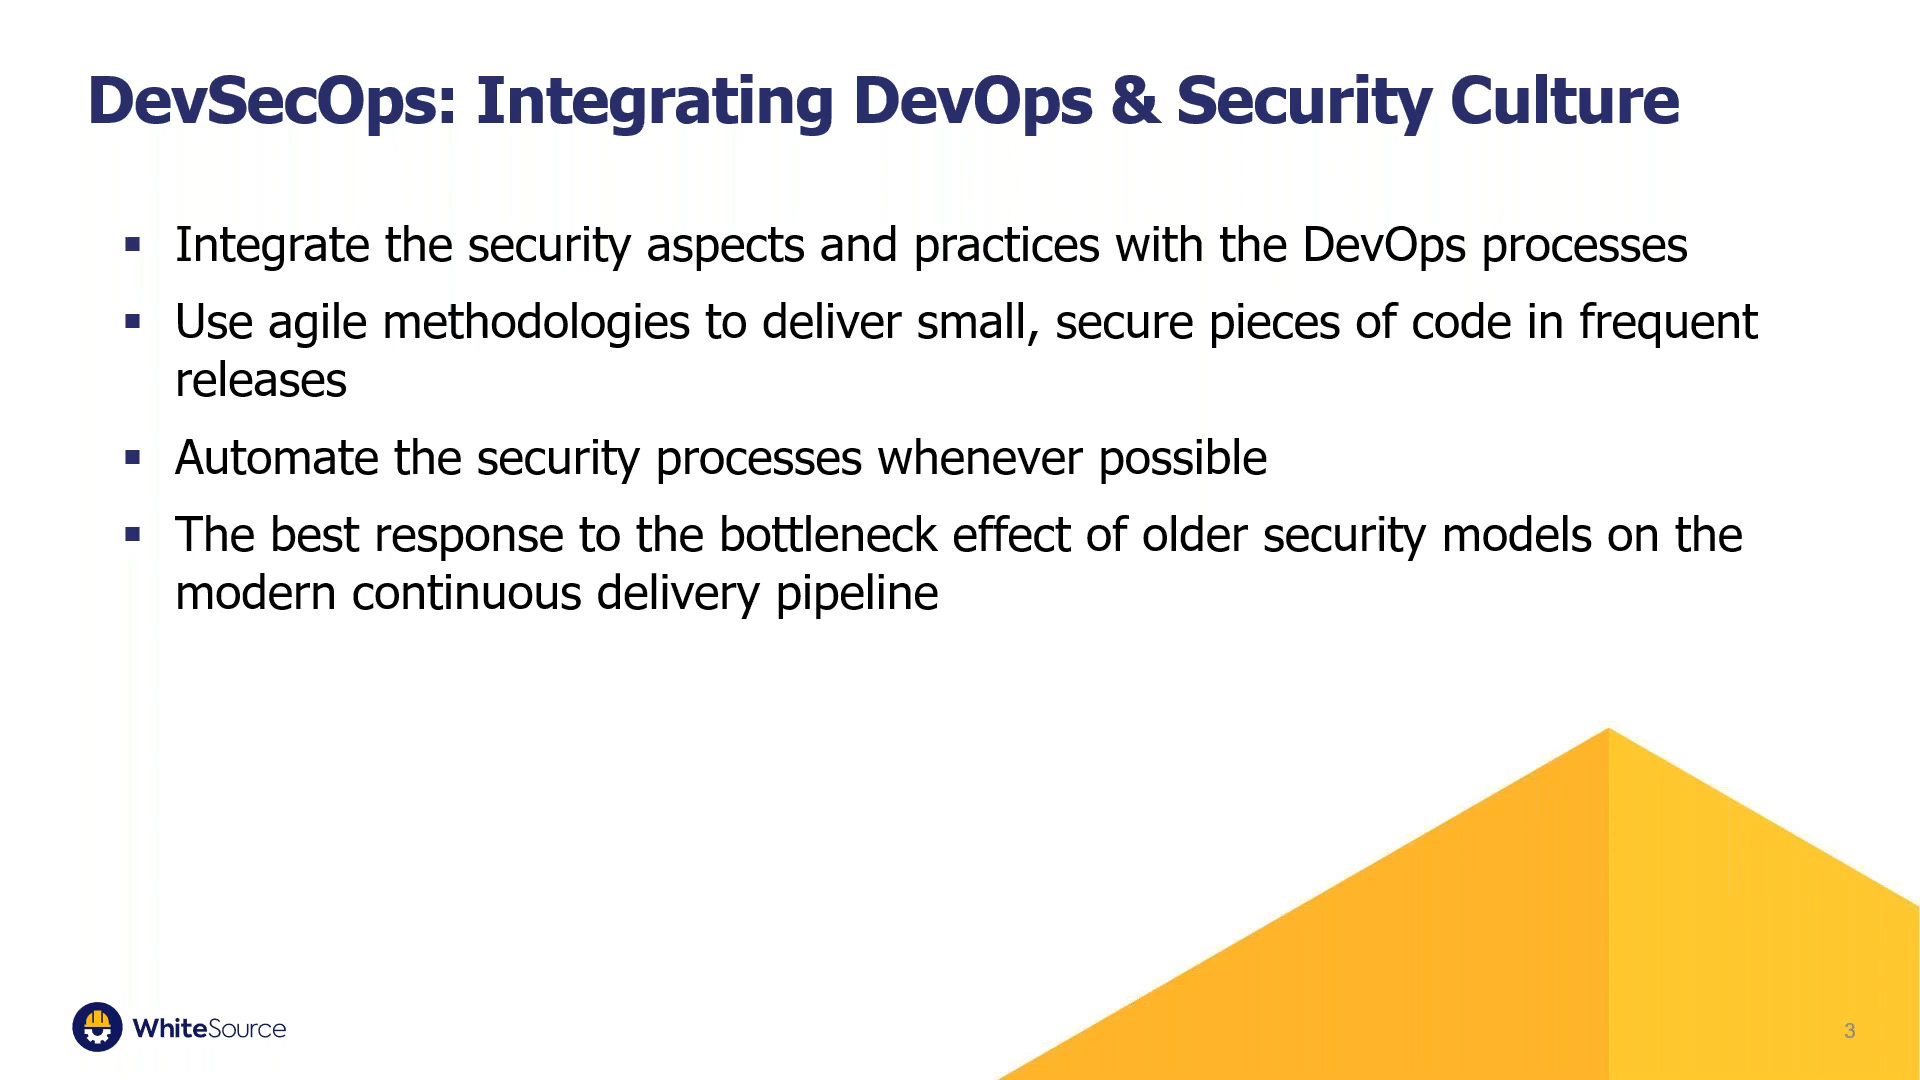 DevSecOps: Integrating DevOps & Security Culture
▪ Integrate the security aspects and practices with the DevOps processes
▪ Use agile methodologies to deliver small, secure pieces of code in frequent
releases
▪ Automate the security processes whenever possible
▪ The best response to the bottleneck effect of older security models on the
modern continuous delivery pipeline
WhiteSource
3